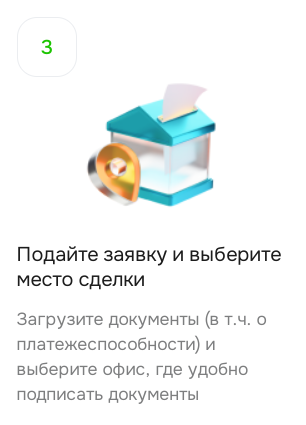 3
Подайте заявку и выберите
место сделки
Загрузите документы (в т.ч. о
платежеспособности) и
выберите офис, где удобно
подписать документы